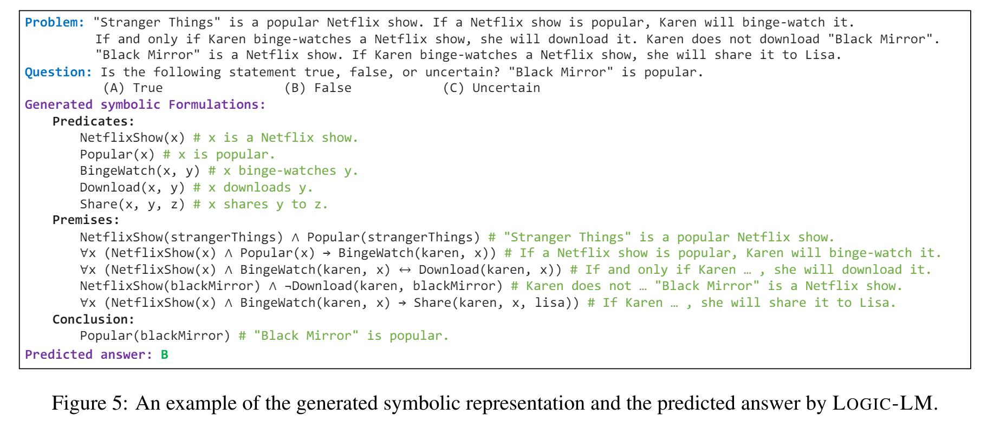 Problem: "Stranger Things" is a popular Netflix show. If a Netflix show is popular, Karen will binge-watch it.
If and only if Karen binge-watches a Netflix show, she will download it. Karen does not download "Black Mirror".
"Black Mirror" is a Netflix show. If Karen binge-watches a Netflix show, she will share it to Lisa.
Question: Is the following statement true, false, or uncertain? "Black Mirror" is popular.
(A) True (B) False (C) Uncertain
Generated symbolic Formulations:
Predicates:
NetflixShow(x) # x is a Netflix show.
Popular(x) # x is popular.
BingeWatch(x, y) # x binge-watches y.
Download(x, y) # x downloads y.
Share(x, y, z) # x shares y to z.
Premises:
NetflixShow(strangerThings) ∧ Popular(strangerThings) # "Stranger Things" is a popular Netflix show.
∀x (NetflixShow(x) ∧ Popular(x) → BingeWatch(karen, x)) # If a Netflix show is popular, Karen will binge-watch it.
∀x (NetflixShow(x) ∧ BingeWatch(karen, x) ↔ Download(karen, x)) # If and only if Karen … , she will download it.
NetflixShow(blackMirror) ∧ ¬Download(karen, blackMirror) # Karen does not … "Black Mirror" is a Netflix show.
∀x (NetflixShow(x) ∧ BingeWatch(karen, x) → Share(karen, x, lisa)) # If Karen … , she will share it to Lisa.
Conclusion:
Popular(blackMirror) # "Black Mirror" is popular.
Predicted answer: B
Figure 5: An example of the generated symbolic representation and the predicted answer by LOGIC-LM.